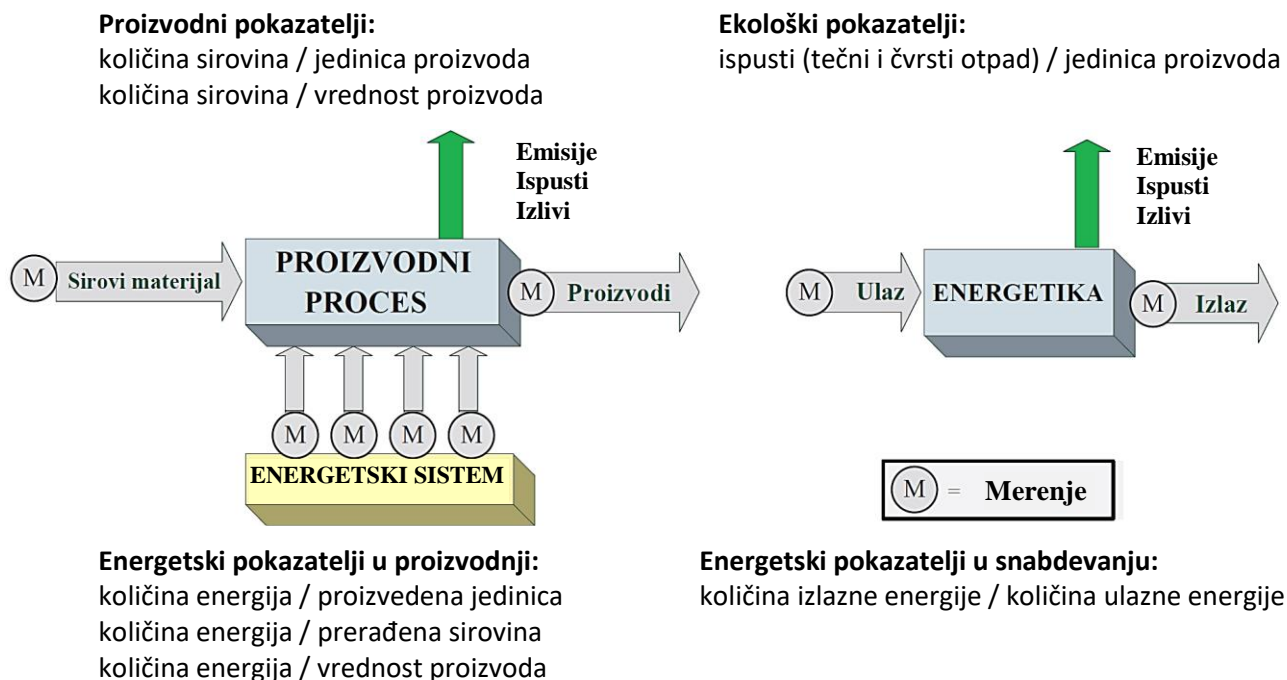 Proizvodni pokazatelji:
količina sirovina / jedinica proizvoda
količina sirovina / vrednost proizvoda
Ekološki pokazatelji:
ispusti (tečni i čvrsti otpad) / jedinica proizvoda
Emisije
Ispusti
Izlivi
M Sirovi materijal
PROIZVODNI
PROCES
M Proizvodi
M M M M
ENERGETSKI SISTEM
Emisije
Ispusti
Izlivi
M Ulaz
ENERGETIKA
M Izlaz
M = Merenje
Energetski pokazatelji u proizvodnji:
količina energija / proizvedena jedinica
količina energija / prerađena sirovina
količina energija / vrednost proizvoda
Energetski pokazatelji u snabdevanju:
količina izlazne energije / količina ulazne energije